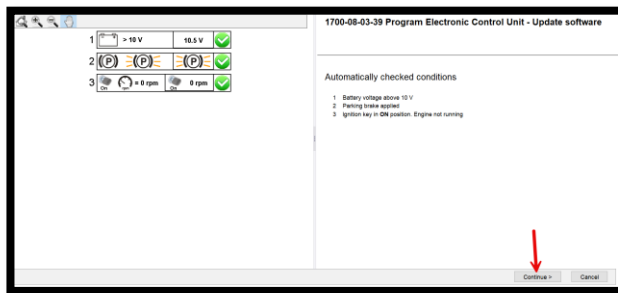 1 > 10 V 10.5 V
2 (P) (P) (P)
3 On rpm = 0 rpm On 0 rpm
1700-08-03-39 Program Electronic Control Unit - Update software
Automatically checked conditions
1 Battery voltage above 10 V
2 Parking brake applied
3 Ignition key in ON position. Engine not running
Continue > Cancel